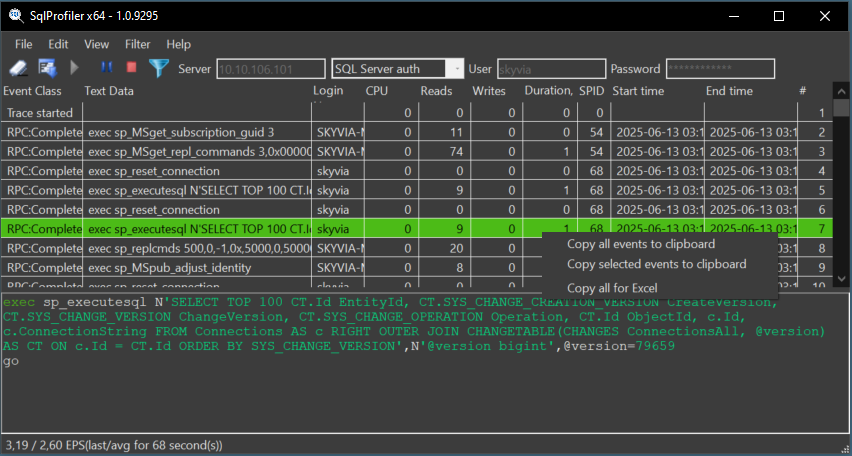 SqlProfiler x64 - 1.0.9295
File Edit View Filter Help
Server 10.10.106.101 SQL Server auth User skyvia Password ************
Event Class Text Data Login CPU Reads Writes Duration, SPID Start time End time #
Trace started 0 0 0 0 1
RPC:Complete exec sp_MSget_subscription_guid 3 SKYVIA-M 0 11 0 0 54 2025-06-13 03:1 2025-06-13 03:1 2
RPC:Complete exec sp_MSget_repl_commands 3,0x00000 SKYVIA-M 0 74 0 1 54 2025-06-13 03:1 2025-06-13 03:1 3
RPC:Complete exec sp_reset_connection skyvia 0 0 0 0 68 2025-06-13 03:1 2025-06-13 03:1 4
RPC:Complete exec sp_executesql N'SELECT TOP 100 CT.Id skyvia 0 9 0 1 68 2025-06-13 03:1 2025-06-13 03:1 5
RPC:Complete exec sp_reset_connection skyvia 0 0 0 0 68 2025-06-13 03:1 2025-06-13 03:1 6
RPC:Complete exec sp_executesql N'SELECT TOP 100 CT.Id skyvia 0 9 0 1 68 2025-06-13 03:1 2025-06-13 03:1 7
RPC:Complete exec sp_replcmds 500,0,-1,0x,5000,0,50000 SKYVIA-M 0 20 0 8
RPC:Complete exec sp_MSpub_adjust_identity SKYVIA-M 0 8 0 9
10
Copy all events to clipboard
Copy selected events to clipboard
Copy all for Excel
exec sp_executesql N'SELECT TOP 100 CT.Id EntityId, CT.SYS_CHANGE_CREATION_VERSION CreateVersion,
CT.SYS_CHANGE_VERSION ChangeVersion, CT.SYS_CHANGE_OPERATION Operation, CT.Id ObjectId, c.Id,
c.ConnectionString FROM Connections AS c RIGHT OUTER JOIN CHANGETABLE(CHANGES ConnectionsAll, @version)
AS CT ON c.Id = CT.Id ORDER BY SYS_CHANGE_VERSION',N'@version bigint',@version=79659
go
3,19 / 2,60 EPS(last/avg for 68 second(s))